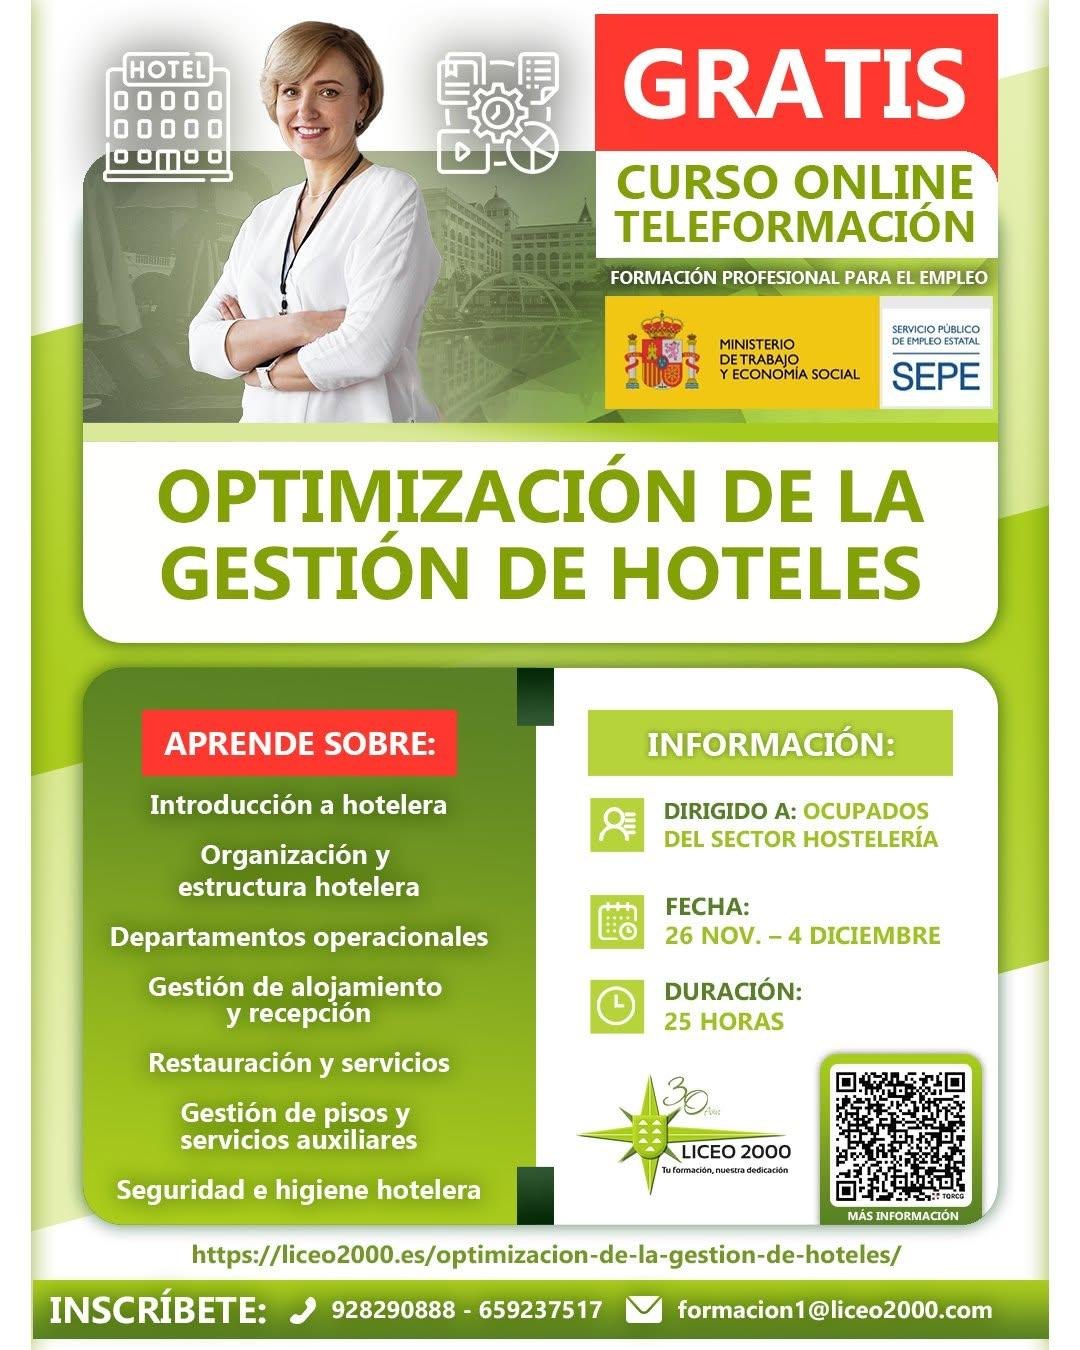 HOTEL
GRATIS
CURSO ONLINE
TELEFORMACIÓN
FORMACIÓN PROFESIONAL PARA EL EMPLEO
MINISTERIO
DE TRABAJO
Y ECONOMÍA SOCIAL
SERVICIO PÚBLICO
DE EMPLEO ESTATAL
SEPE
OPTIMIZACIÓN DE LA
GESTIÓN DE HOTELES
APRENDE SOBRE:
Introducción a hotelera
Organización y
estructura hotelera
Departamentos operacionales
Gestión de alojamiento
y recepción
Restauración y servicios
Gestión de pisos y
servicios auxiliares
Seguridad e higiene hotelera
INFORMACIÓN:
DIRIGIDO A: OCUPADOS
DEL SECTOR HOSTELERÍA
FECHA:
26 NOV. – 4 DICIEMBRE
DURACIÓN:
25 HORAS
30 Años
LICEO 2000
Tu formación, nuestra dedicación
TQRCG
MÁS INFORMACIÓN
https://liceo2000.es/optimizacion-de-la-gestion-de-hoteles/
INSCRÍBETE: 928290888 - 659237517 formacion1@liceo2000.com